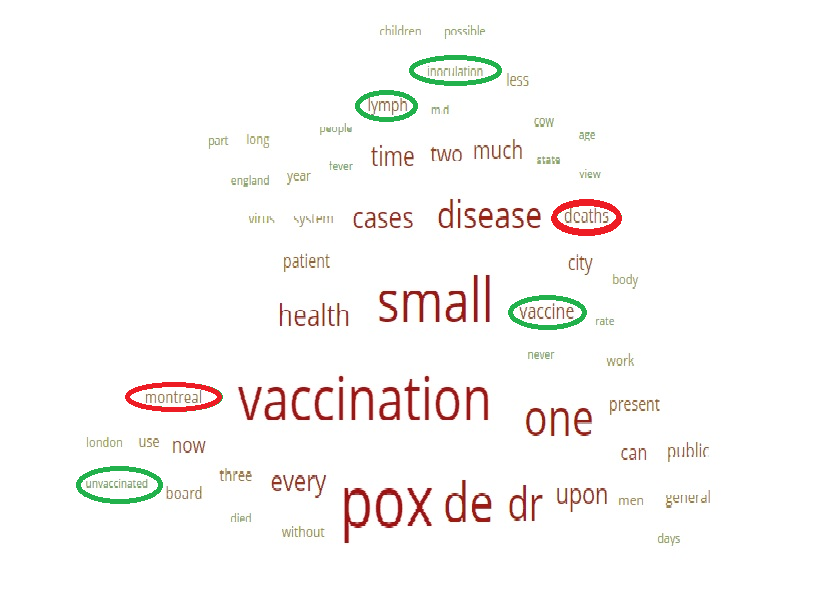 children possible
inoculation less
lymph m.d
people cow age
part long time two much state
fever view
england year
virus system cases disease deaths
patient city
body
health small vaccine rate
never work
montreal vaccination one present
london use now can public
unvaccinated board three every pox de dr upon men general
died without days